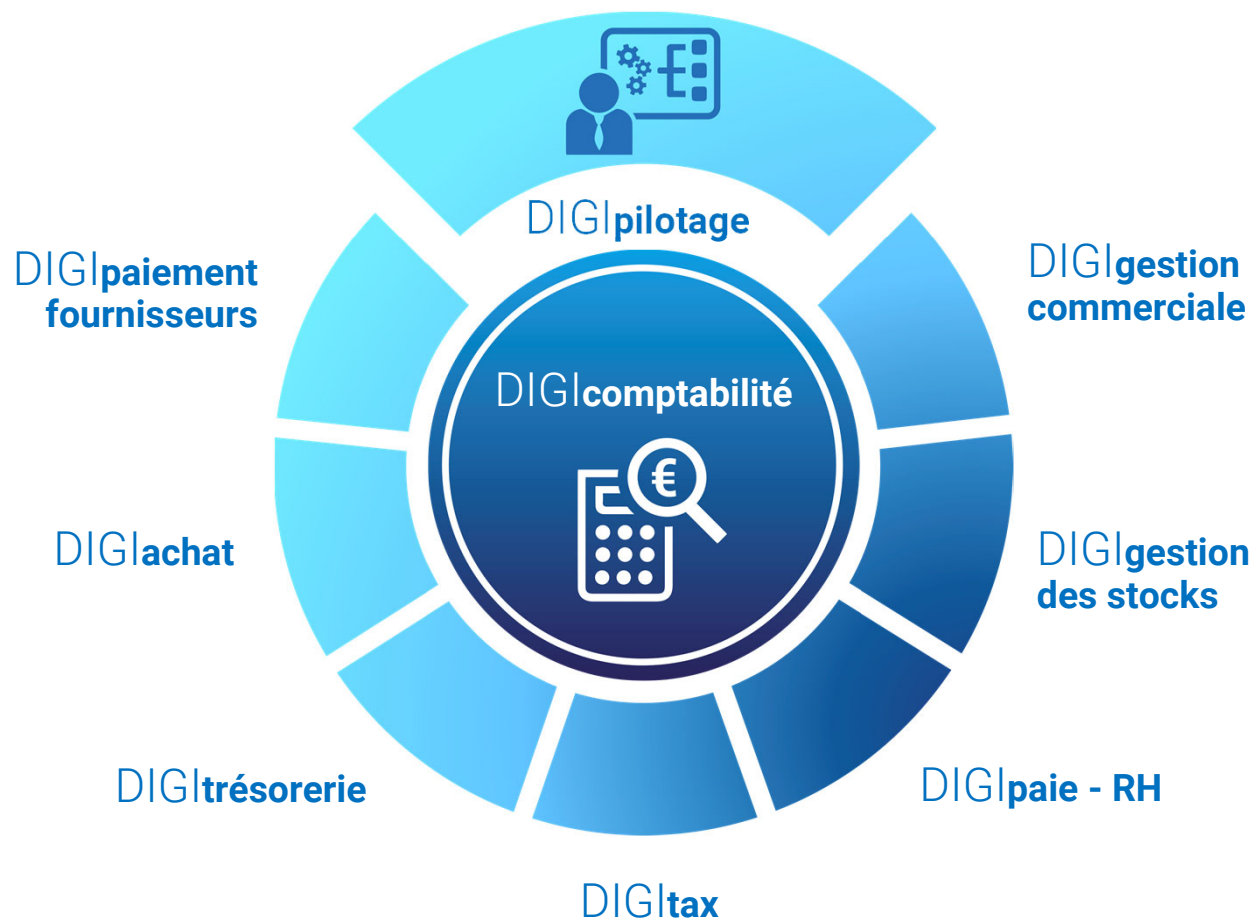 DIGIpilotage
DIGIpaiement
fournisseurs
DIGIgestion
commerciale
DIGIcomptabilité
€
DIGIachat
DIGIgestion
des stocks
DIGItrésorerie
DIGIpaie - RH
DIGItax